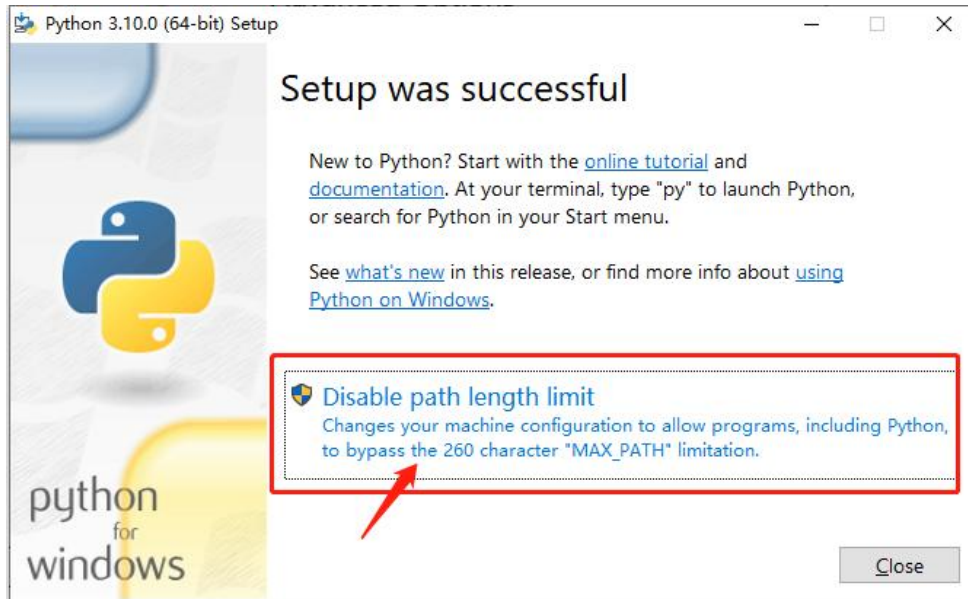 Python 3.10.0 (64-bit) Setup
Setup was successful
New to Python? Start with the online tutorial and
documentation. At your terminal, type "py" to launch Python,
or search for Python in your Start menu.
See what's new in this release, or find more info about using
Python on Windows.
Disable path length limit
Changes your machine configuration to allow programs, including Python,
to bypass the 260 character "MAX_PATH" limitation.
python
for
windows
Close